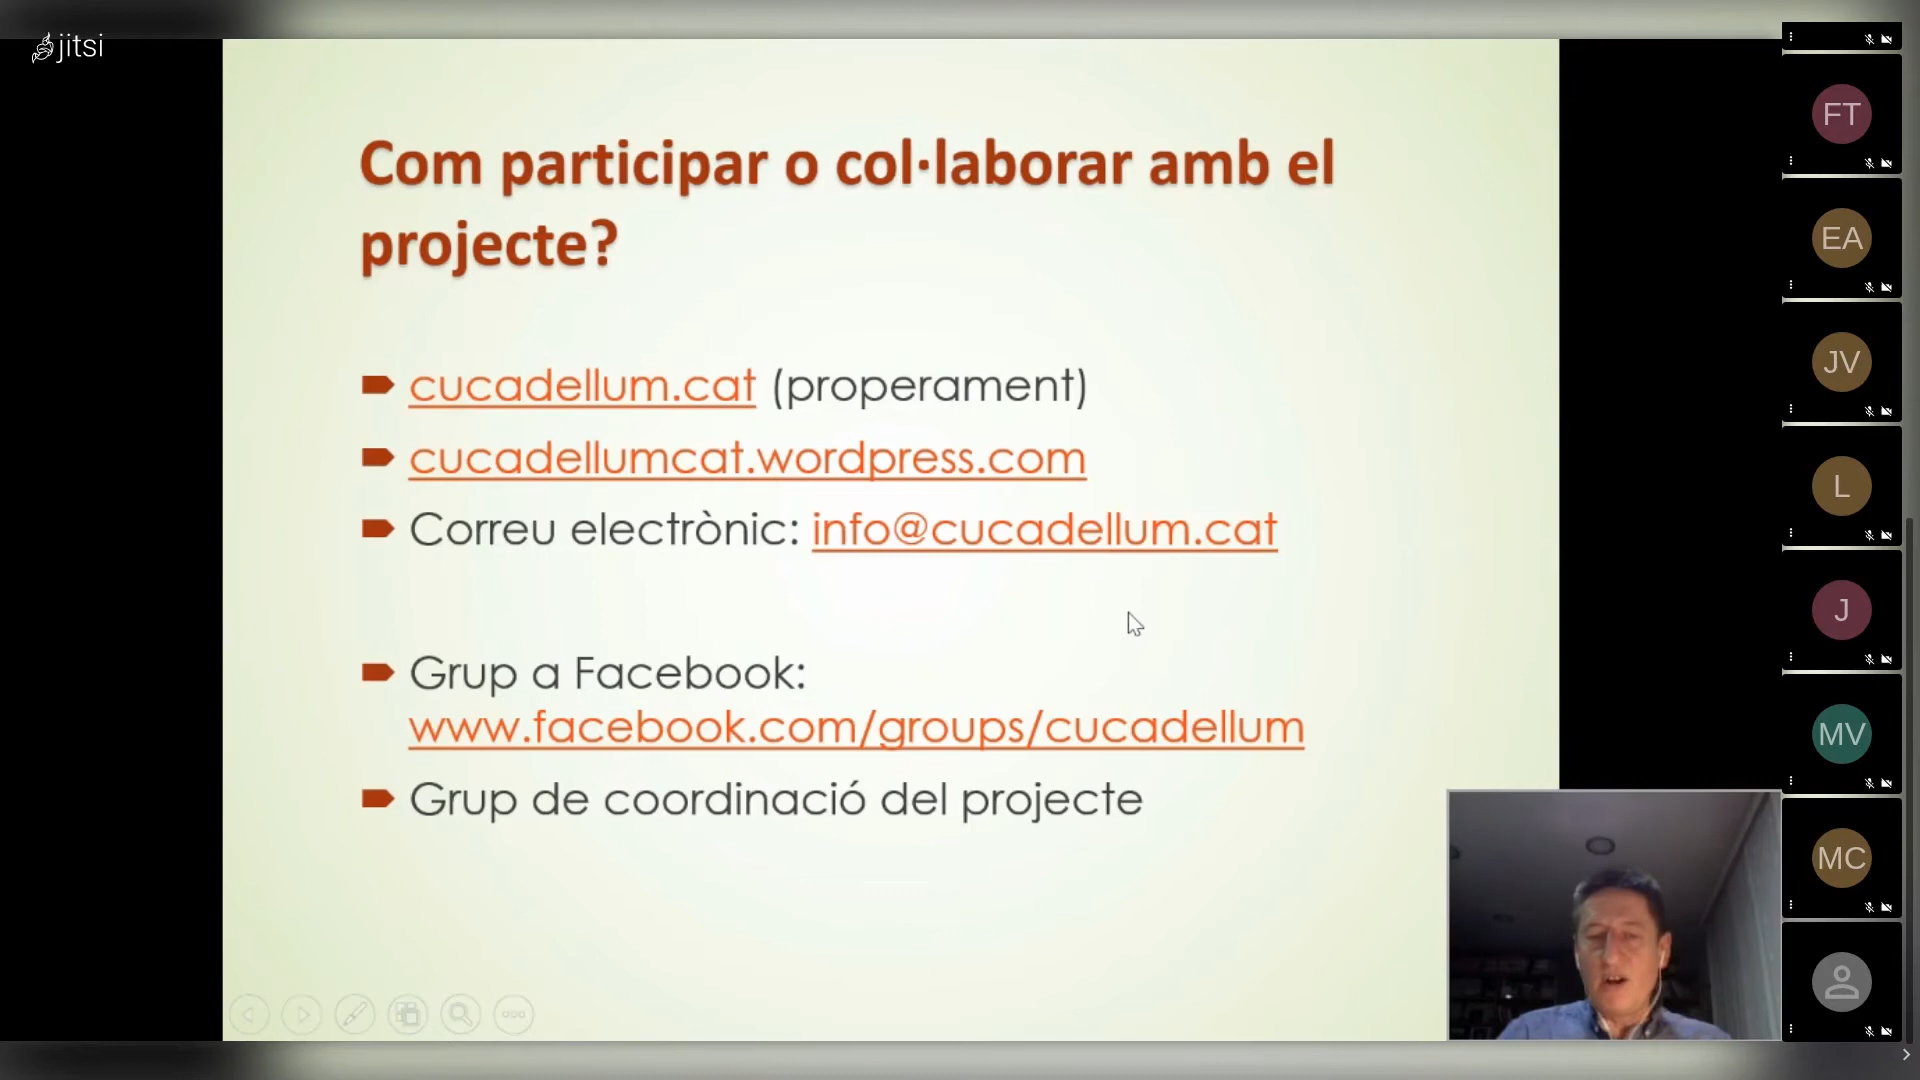 jitsi
Com participar o col·laborar amb el
projecte?
cucadellum.cat (properament)
cucadellumcat.wordpress.com
Correu electrònic: info@cucadellum.cat
Grup a Facebook:
www.facebook.com/groups/cucadellum
Grup de coordinació del projecte
FT
EA
JV
L
J
MV
MC